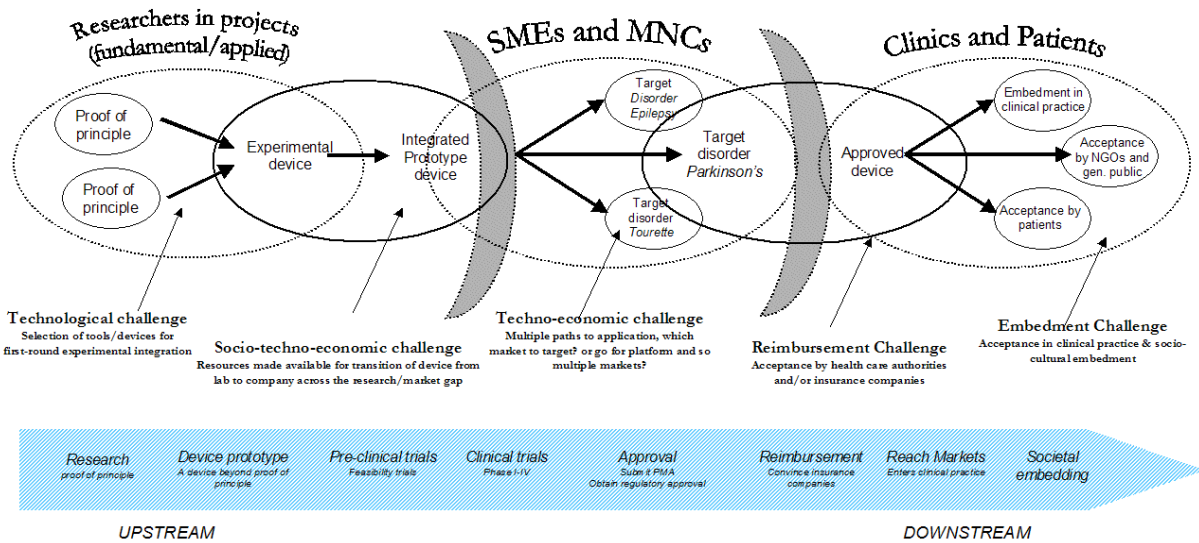 Researchers in projects
(fundamental/applied)
SMEs and MNCs
Clinics and Patients
Proof of
principle
Proof of
principle
Experimental
device
Integrated
Prototype
device
Target
Disorder
Epilepsy
Target
disorder
Parkinson's
Target
disorder
Tourette
Approved
device
Embedment in
clinical practice
Acceptance
by NGOs and
gen. public
Acceptance by
patients
Technological challenge
Selection of tools/devices for
first-round experimental integration
Socio-techno-economic challenge
Resources made available for transition of device from
lab to company across the research/market gap
Techno-economic challenge
Multiple paths to application, which
market to target? or go for platform and so
multiple markets?
Reimbursement Challenge
Acceptance by health care authorities
and/or insurance companies
Embedment Challenge
Acceptance in clinical practice & socio-
cultural embedment
Research
proof of principle
Device prototype
A device beyond proof of
principle
Pre-clinical trials
Feasibility trials
Clinical trials
Phase I-IV
Approval
Submit PMA
Obtain regulatory approval
Reimbursement
Convince insurance
companies
Reach Markets
Enters clinical practice
Societal
embedding
UPSTREAM
DOWNSTREAM